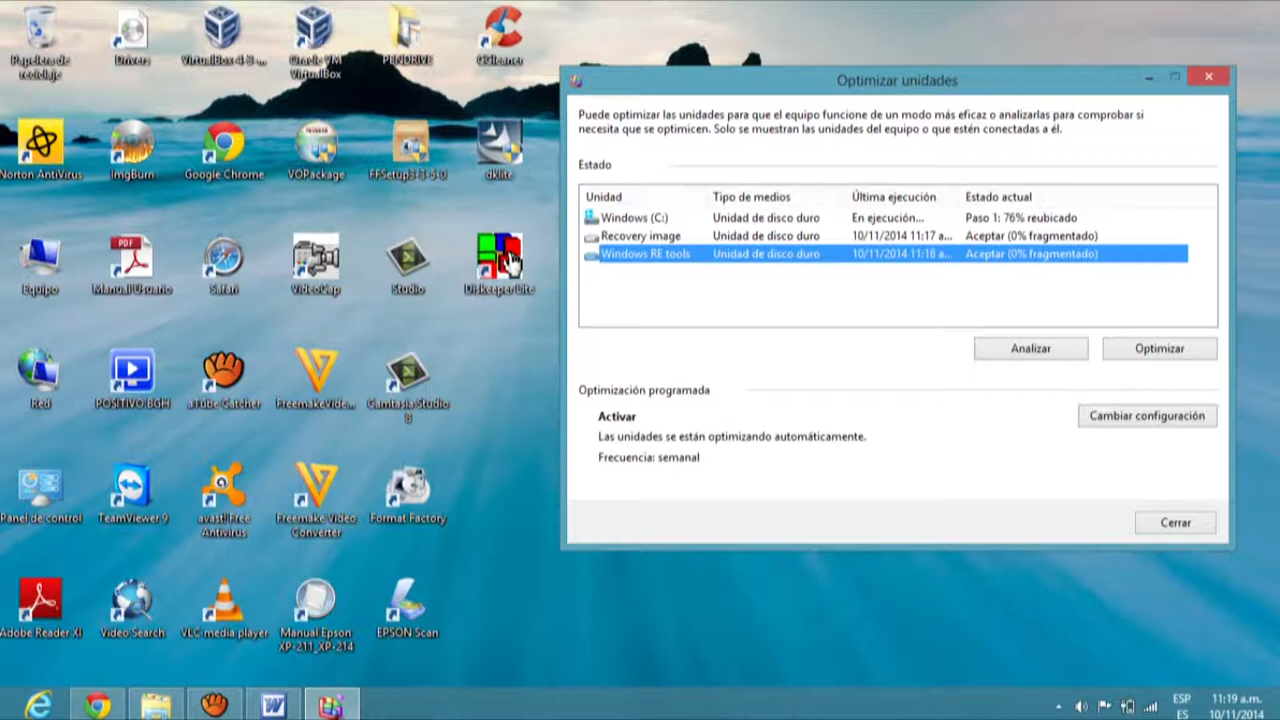 Papelera de
reciclaje
Drivers
VirtualBox-4-3-...
Oracle VM
VirtualBox
PENDRIVE
CCleaner
Norton AntiVirus
ImgBurn
Google Chrome
VOPackage
FFSetup3-3-5-0
dklite
Equipo
Manual Usuario
Safari
VideoCap
Studio
Diskeeper Lite
Red
POSITIVO BGH
aTube Catcher
FreemakeVide...
Camtasia Studio
8
Panel de control
TeamViewer 9
avast! Free
Antivirus
Freemake Video
Converter
Format Factory
Adobe Reader XI
Video Search
VLC media player
Manual Epson
XP-211_XP-214
EPSON Scan
Optimizar unidades
Puede optimizar las unidades para que el equipo funcione de un modo más eficaz o analizarlas para comprobar si
necesita que se optimicen. Solo se muestran las unidades del equipo o que estén conectadas a él.
Estado
Unidad Tipo de medios Última ejecución Estado actual
Windows (C:) Unidad de disco duro En ejecución... Paso 1: 76% reubicado
Recovery image Unidad de disco duro 10/11/2014 11:17 a... Aceptar (0% fragmentado)
Windows RE tools Unidad de disco duro 10/11/2014 11:18 a... Aceptar (0% fragmentado)
Analizar Optimizar
Optimización programada
Activar
Cambiar configuración
Las unidades se están optimizando automáticamente.
Frecuencia: semanal
Cerrar
ESP 11:19 a.m.
ES 10/11/2014